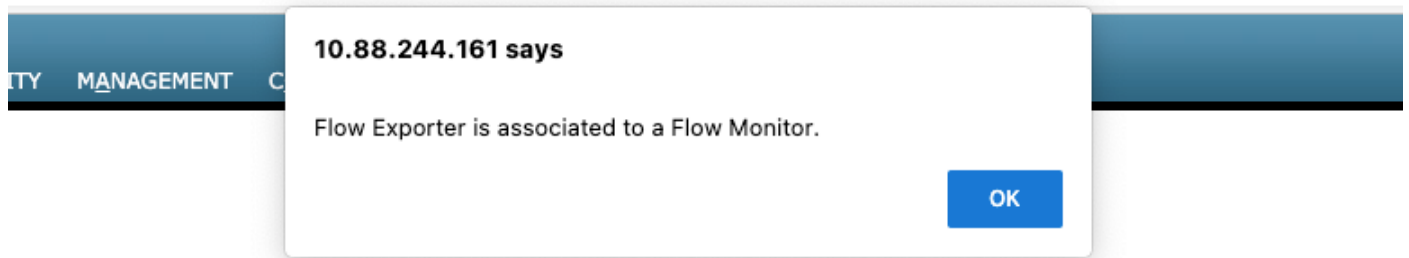 10.88.244.161 says
ITY MANAGEMENT C
Flow Exporter is associated to a Flow Monitor.
OK